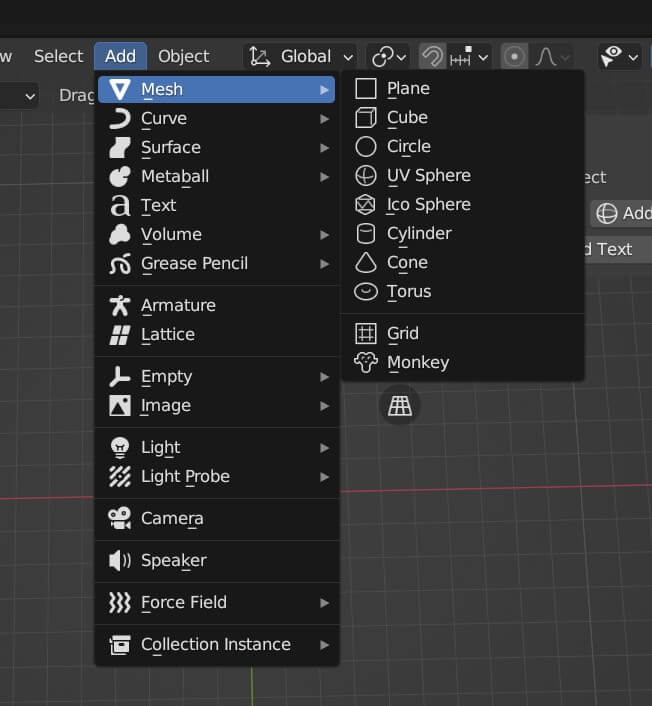 Select Add Object Global
Drag
Mesh
Curve
Surface
Metaball
Text
Volume
Grease Pencil
Armature
Lattice
Empty
Image
Light
Light Probe
Camera
Speaker
Force Field
Collection Instance
Plane
Cube
Circle
UV Sphere
Ico Sphere
Cylinder
Cone
Torus
Grid
Monkey
ect
Add
d Text